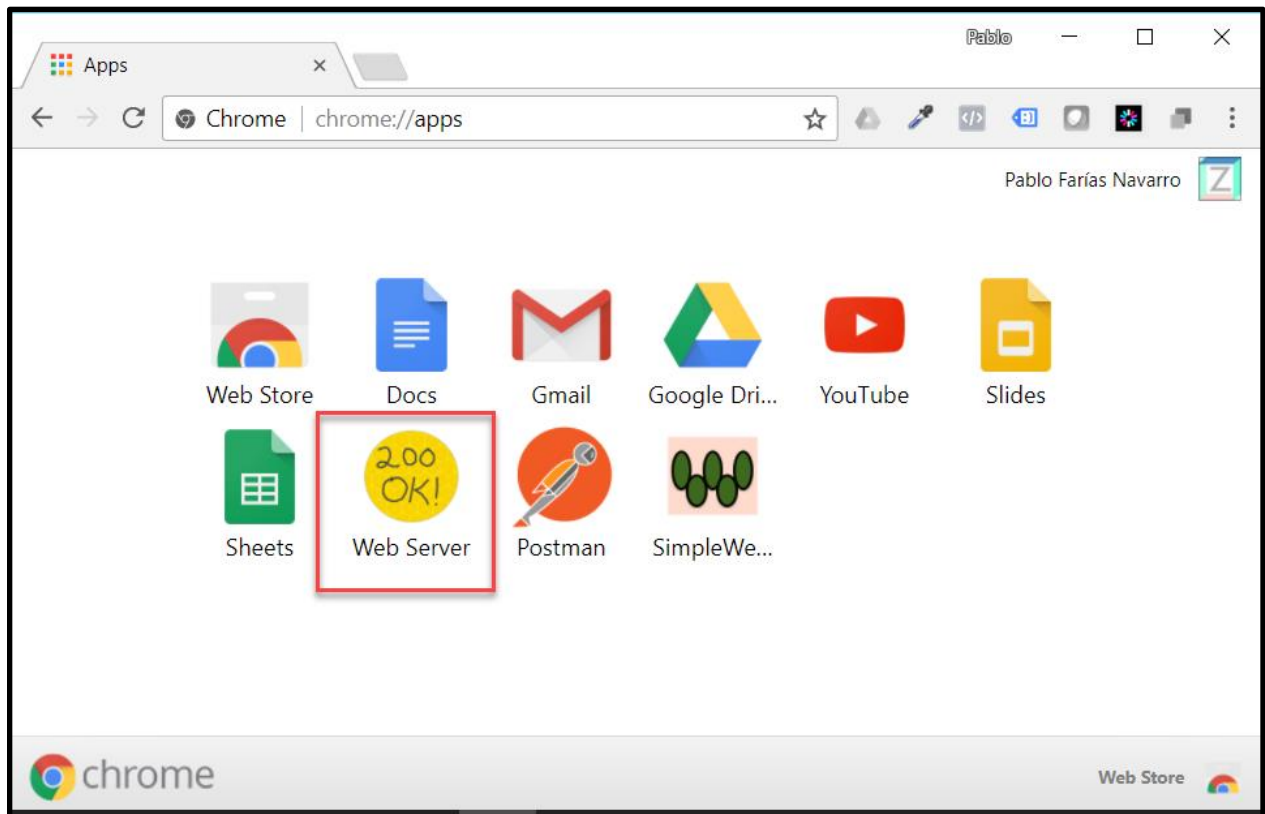 Pablo
Apps
Chrome | chrome://apps
Pablo Farías Navarro
Z
Web Store Docs Gmail Google Dri... YouTube Slides
200
OK!
Sheets Web Server Postman SimpleWe...
chrome
Web Store